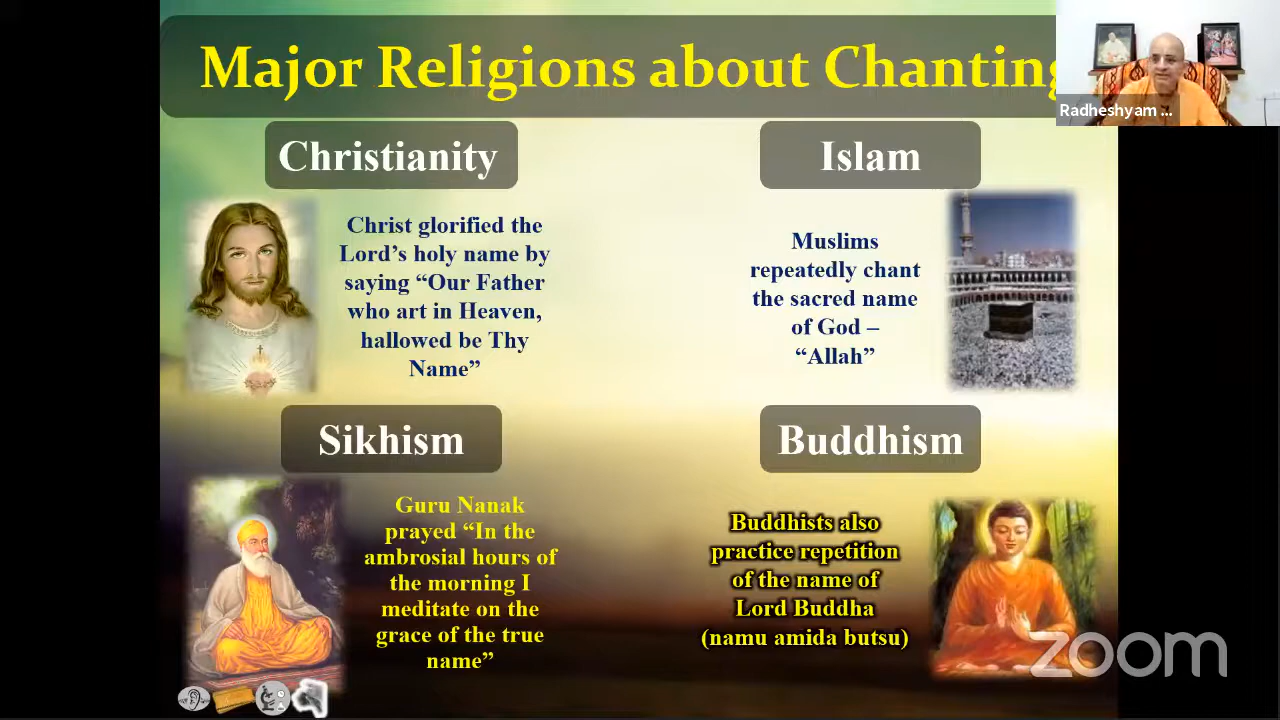 Major Religions about Chanting
Radheshyam ...
Christianity
Christ glorified the
Lord’s holy name by
saying “Our Father
who art in Heaven,
hallowed be Thy
Name”
Islam
Muslims
repeatedly chant
the sacred name
of God –
“Allah”
Sikhism
Guru Nanak
prayed “In the
ambrosial hours of
the morning I
meditate on the
grace of the true
name”
Buddhism
Buddhists also
practice repetition
of the name of
Lord Buddha
(namu amida butsu)
zoom